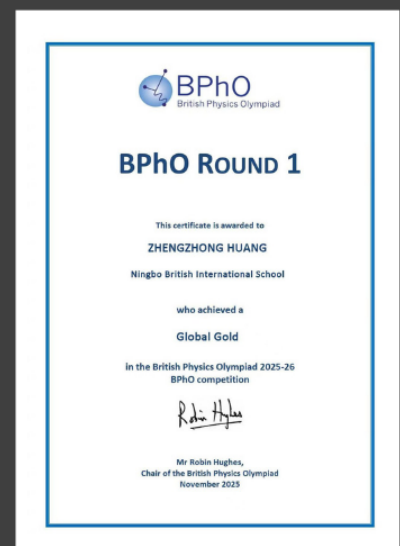 BPhO
British Physics Olympiad
BPhO ROUND 1
This certificate is awarded to
ZHENGZHONG HUANG
Ningbo British International School
who achieved a
Global Gold
in the British Physics Olympiad 2025-26
BPhO competition
Robin Hughes
Mr Robin Hughes,
Chair of the British Physics Olympiad
November 2025